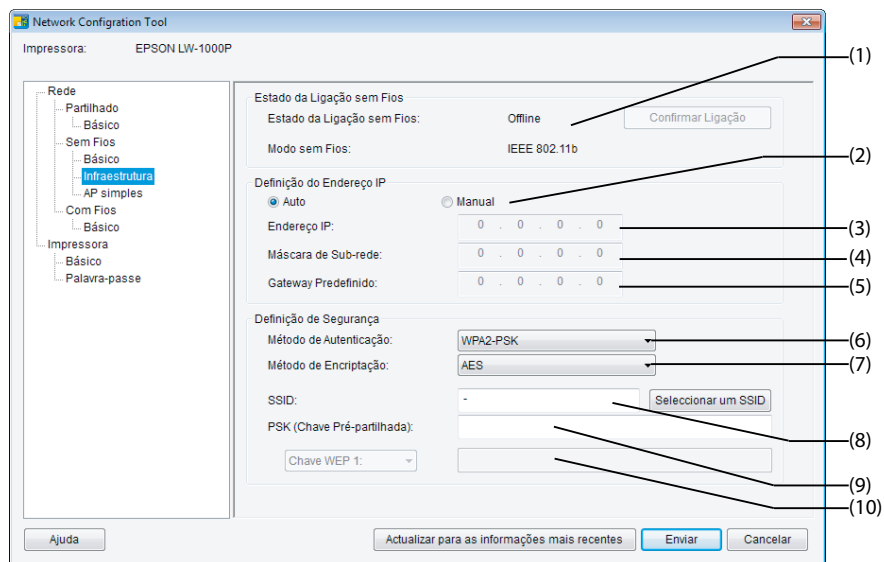 Network Configration Tool
Impressora: EPSON LW-1000P
Rede
Partilhado
Básico
Sem Fios
Básico
Infraestrutura
AP simples
Com Fios
Básico
Impressora
Básico
Palavra-passe
Estado da Ligação sem Fios
Estado da Ligação sem Fios: Offline Confirmar Ligação
Modo sem Fios: IEEE 802.11b
Definição do Endereço IP
Auto Manual
Endereço IP: 0 . 0 . 0 . 0
Máscara de Sub-rede: 0 . 0 . 0 . 0
Gateway Predefinido: 0 . 0 . 0 . 0
Definição de Segurança
Método de Autenticação: WPA2-PSK
Método de Encriptação: AES
SSID: - Seleccionar um SSID
PSK (Chave Pré-partilhada):
Chave WEP 1:
Ajuda Actualizar para as informações mais recentes Enviar Cancelar
(1)
(2)
(3)
(4)
(5)
(6)
(7)
(8)
(9)
(10)